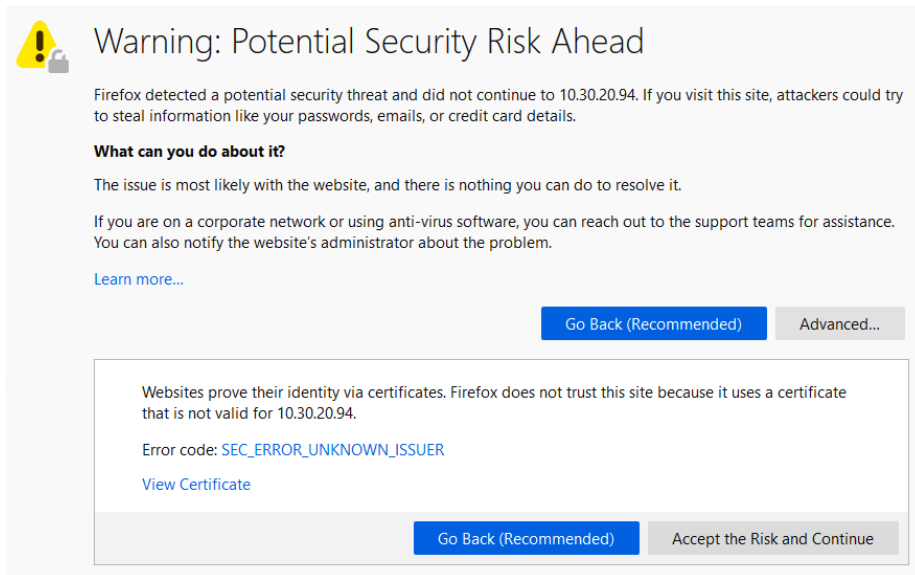 Warning: Potential Security Risk Ahead
Firefox detected a potential security threat and did not continue to 10.30.20.94. If you visit this site, attackers could try
to steal information like your passwords, emails, or credit card details.
What can you do about it?
The issue is most likely with the website, and there is nothing you can do to resolve it.
If you are on a corporate network or using anti-virus software, you can reach out to the support teams for assistance.
You can also notify the website's administrator about the problem.
Learn more...
Go Back (Recommended)
Advanced...
Websites prove their identity via certificates. Firefox does not trust this site because it uses a certificate
that is not valid for 10.30.20.94.
Error code: SEC_ERROR_UNKNOWN_ISSUER
View Certificate
Go Back (Recommended)
Accept the Risk and Continue